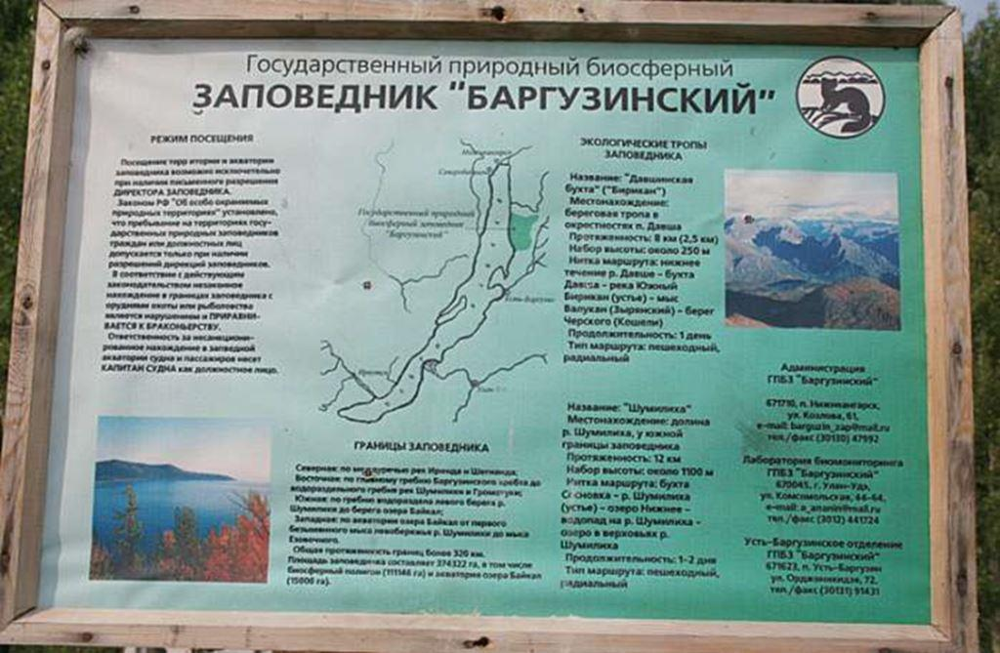 Государственный природный биосферный
ЗАПОВЕДНИК "БАРГУЗИНСКИЙ"
РЕЖИМ ПОСЕЩЕНИЯ
Посещение территории и акватории
заповедника возможно исключительно
при наличии письменного разрешения
ДИРЕКТОРА ЗАПОВЕДНИКА.
Законом РФ "Об особо охраняемых
природных территориях" установлено,
что пребывание на территориях госу-
дарственных природных заповедников
граждан или должностных лиц
допускается только при наличии
разрешений дирекций заповедников.
В соответствие с действующим
законодательством незаконное
нахождение в границах заповедника с
орудиями охоты или рыболовства
является нарушением и ПРИРАВНИ-
ВАЕТСЯ К БРАКОНЬЕРСТВУ.
Ответственность за несанкциони-
рованное нахождение в заповедной
акватории судна и пассажиров несет
КАПИТАН СУДНА как должностное лицо.
Нижнеангарск
Северобайкальск
Государственный природный
биосферный заповедник
"Баргузинский"
Усть-Баргузин
Иркутск
Улан-Удэ
ГРАНИЦЫ ЗАПОВЕДНИКА
Северная: по междуречью рек и Шегнанда;
Восточная: по главному гребню Баргузинского хребта до
водораздельного гребня рек Шумилихи и Громотухи;
Южная: по гребню водораздела левого берега р.
Шумилихи до берега озера Байкал;
Западная: по акватории озера Байкал от первого
безымянного мыса левобережья р. Шумилихи до мыса
Езовочного.
Общая протяженность границ более 320 км.
Площадь заповедника составляет 374322 га, в том числе
биосферный полигон (111146 га) и акватория озера Байкал
(15000 га).
ЭКОЛОГИЧЕСКИЕ ТРОПЫ
ЗАПОВЕДНИКА
Название: "Давшинская
бухта" ("Бирикан")
Местонахождение:
береговая тропа в
окрестностях п. Давша
Протяженность: 8 км (2,5 км)
Набор высоты: около 250 м
Нитка маршрута: нижнее
течение р. Давше – бухта
Давша – река Южный
Бирикан (устье) – мыс
Валукан (Зырянский) – берег
Черского (Кошели)
Продолжительность: 1 день
Тип маршрута: пешеходный,
радиальный
Название: "Шумилиха"
Местонахождение: долина
р. Шумилиха, у южной
границы заповедника
Протяженность: 12 км
Набор высоты: около 1100 м
Нитка маршрута: бухта
Сосновка – р. Шумилиха
(устье) – озеро Нижнее –
водопад на р. Шумилиха –
озеро в верховьях р.
Шумилиха
Продолжительность: 1–2 дня
Тип маршрута: пешеходный,
радиальный
Администрация
ГПБЗ "Баргузинский"
671710, п. Нижнеангарск,
ул. Козлова, 61,
e-mail: barguzin_zap@mail.ru
тел./факс (30130) 47992
Лаборатория биомониторинга
ГПБЗ "Баргузинский"
670045, г. Улан-Удэ,
ул. Комсомольская, 44-64,
e-mail: a_ananin@mail.ru
тел./факс (3012) 441724
Усть-Баргузинское отделение
ГПБЗ "Баргузинский"
671623, п. Усть-Баргузин
ул. Орджоникидзе, 72,
тел./факс (30131) 91431